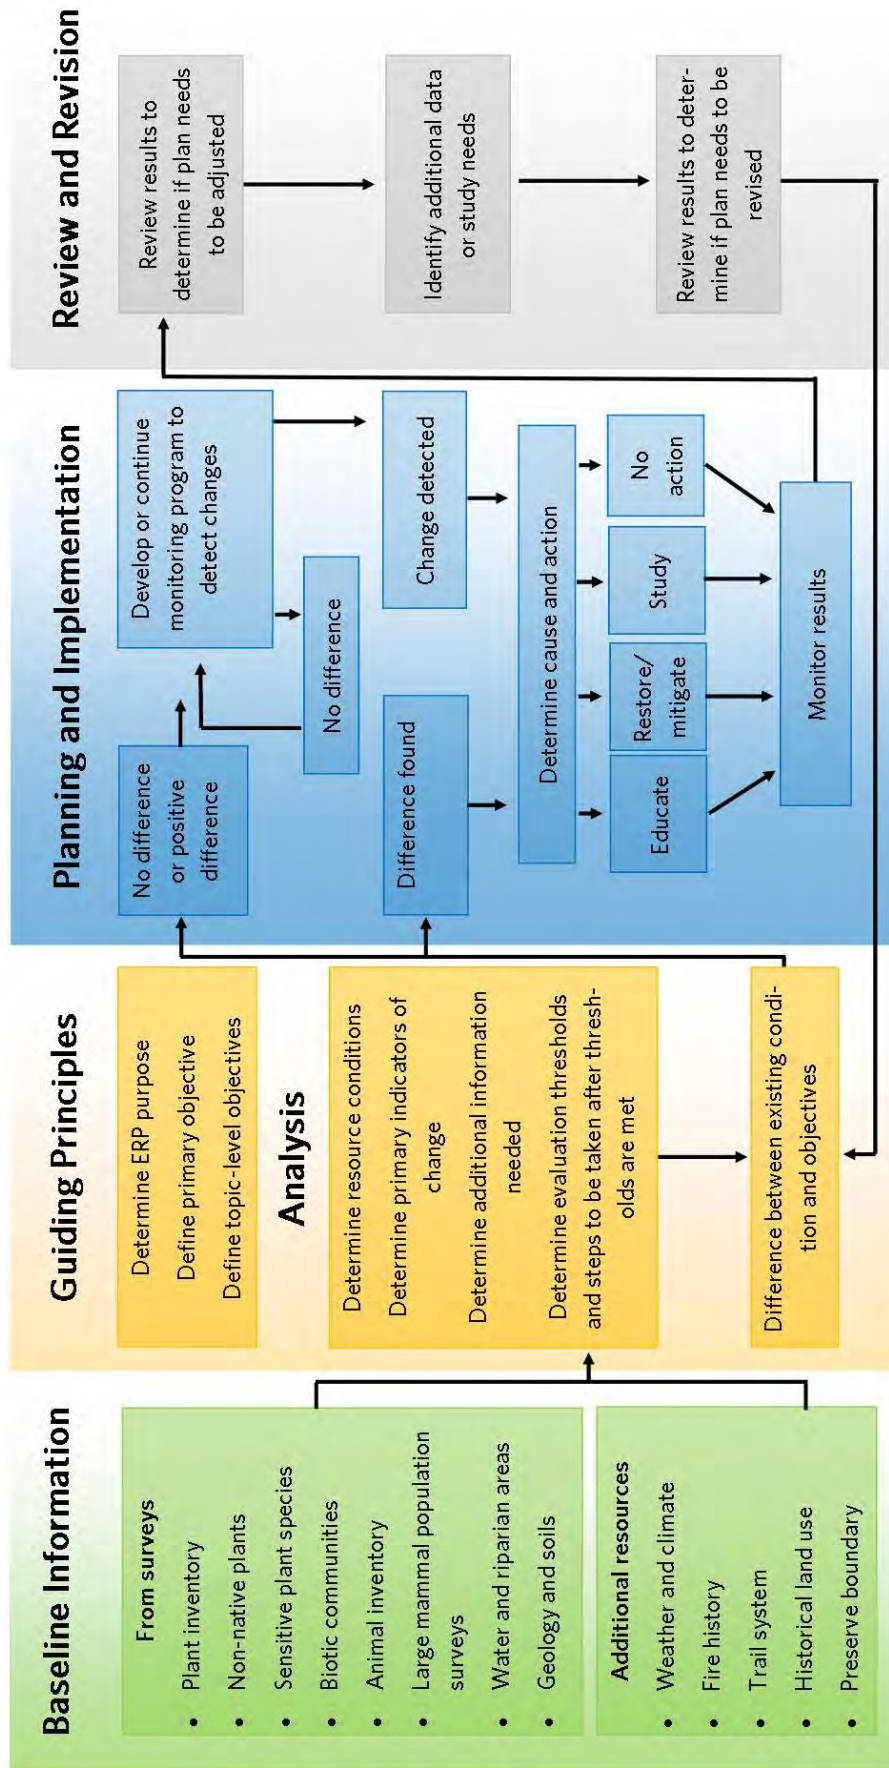 Baseline Information
From surveys
• Plant inventory
• Non-native plants
• Sensitive plant species
• Biotic communities
• Animal inventory
• Large mammal population
surveys
• Water and riparian areas
• Geology and soils
Additional resources
• Weather and climate
• Fire history
• Trail system
• Historical land use
• Preserve boundary
Guiding Principles
Determine ERP purpose
Define primary objective
Define topic-level objectives
Analysis
Determine resource conditions
Determine primary indicators of
change
Determine additional information
needed
Determine evaluation thresholds
and steps to be taken after thresh-
olds are met
Difference between existing condi-
tion and objectives
Planning and Implementation
No difference
or positive
difference
Develop or continue
monitoring program to
detect changes
No difference
Difference found
Change detected
Determine cause and action
Educate
Restore/
mitigate
Study
No
action
Monitor results
Review and Revision
Review results to
determine if plan needs
to be adjusted
Identify additional data
or study needs
Review results to deter-
mine if plan needs to be
revised